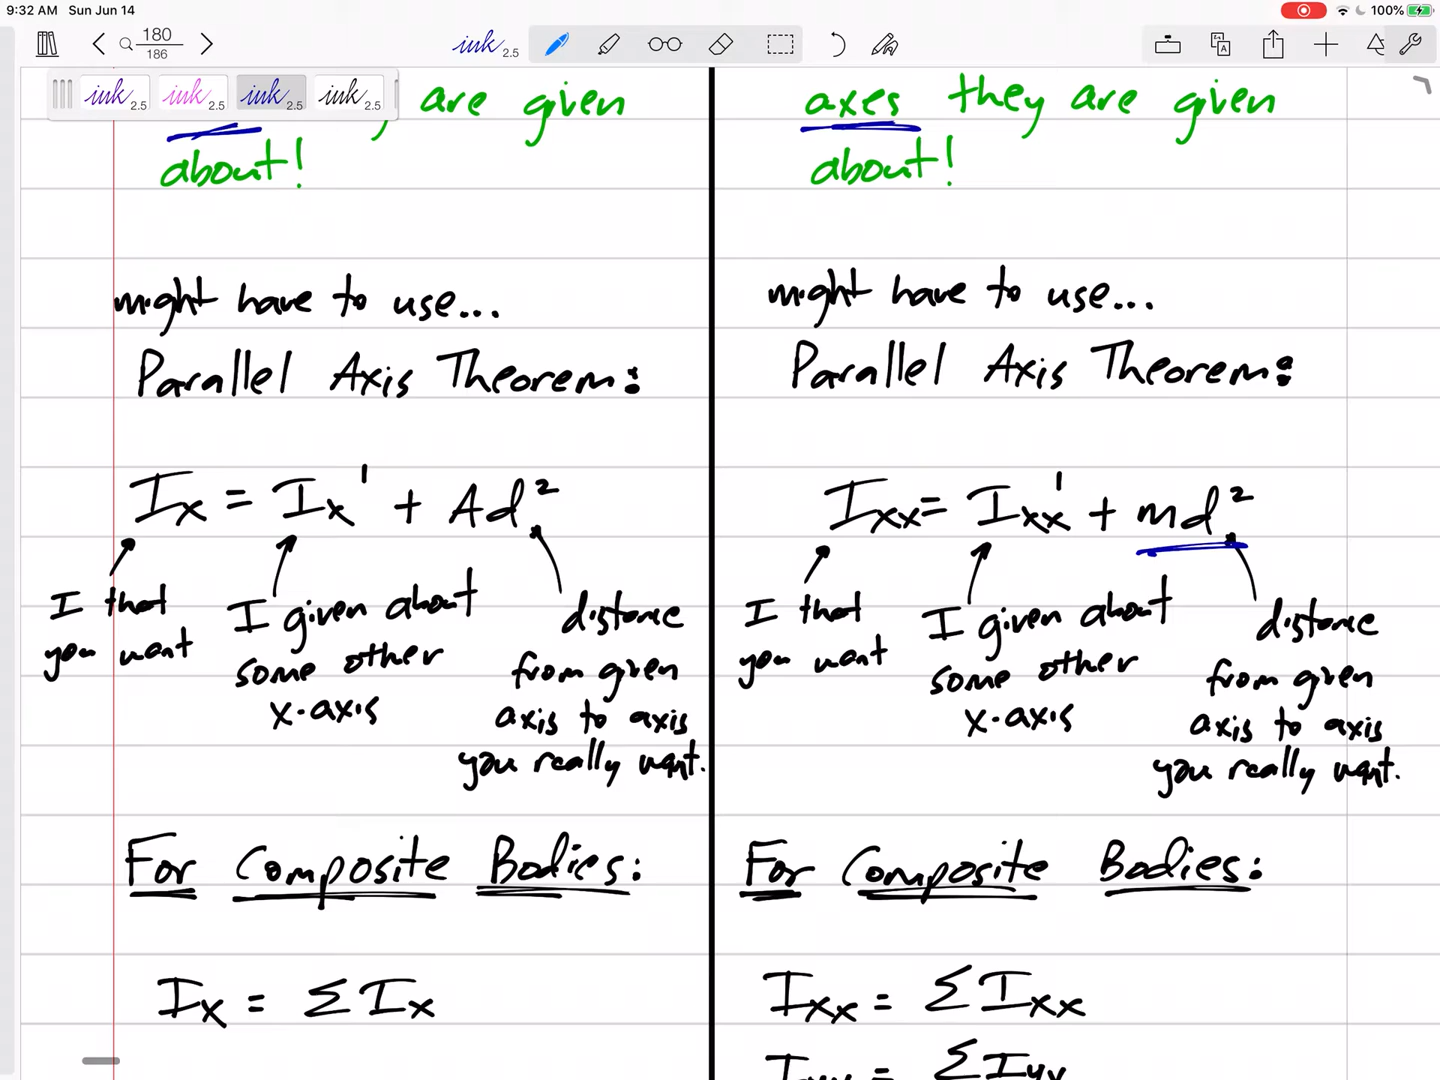 9:32 AM Sun Jun 14
100%
180
186
ink 2.5
ink 2.5
ink 2.5
ink 2.5
ink 2.5
are given
about!
might have to use...
Parallel Axis Theorem:
Ix = Ix' + Ad²
I that
you want
I given about
some other
x-axis
distance
from given
axis to axis
you really want.
For Composite Bodies:
Ix = ΣIx
axes they are given
about!
might have to use...
Parallel Axis Theorem:
Ixx = Ixx' + md²
I that
you want
I given about
some other
x-axis
distance
from given
axis to axis
you really want.
For Composite Bodies:
Ixx = ΣIxx
Iyy = ΣIyy